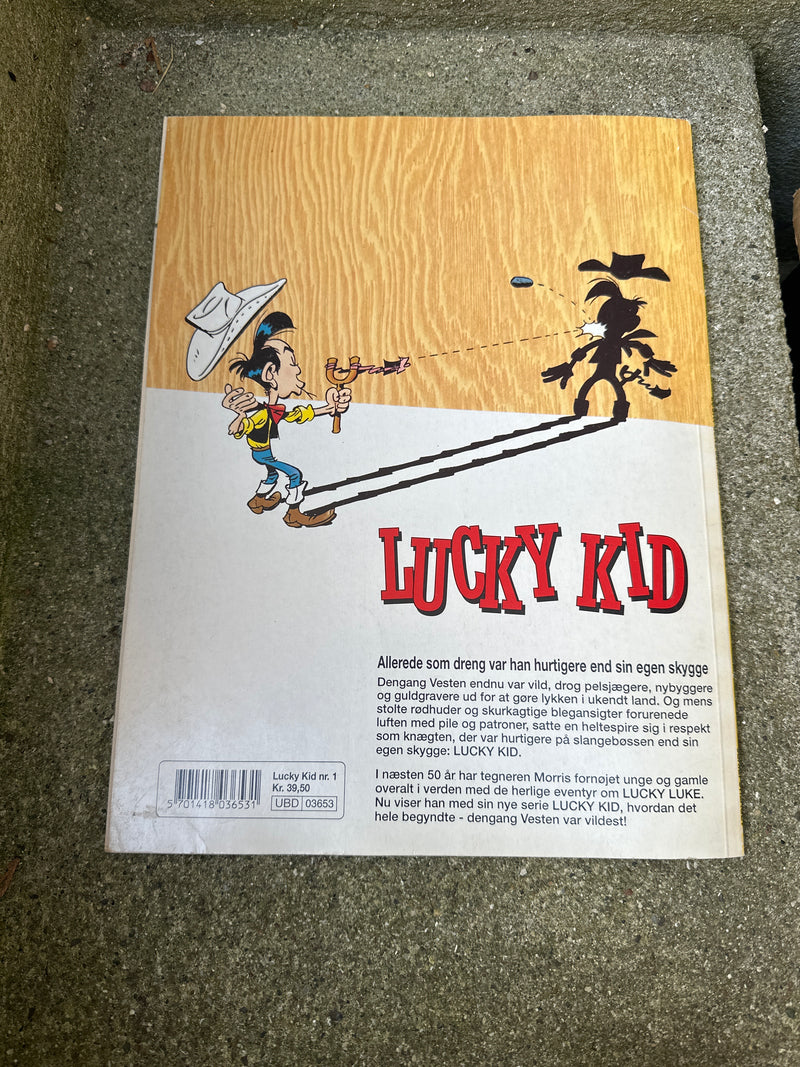 LUCKY KID
Allerede som dreng var han hurtigere end sin egen skygge
Dengang Vesten endnu var vild, drog pelsjægere, nybyggere
og guldgravere ud for at gøre lykken i ukendt land. Og mens
stolte rødhuder og skurkagtige blegansigter forurenede
luften med pile og patroner, satte en heltespire sig i respekt
som knægten, der var hurtigere på slangebøssen end sin
egen skygge: LUCKY KID.
I næsten 50 år har tegneren Morris fornøjet unge og gamle
overalt i verden med de herlige eventyr om LUCKY LUKE.
Nu viser han med sin nye serie LUCKY KID, hvordan det
hele begyndte - dengang Vesten var vildest!
Lucky Kid nr. 1
Kr. 39,50
UBD 03653
5 701418 036531